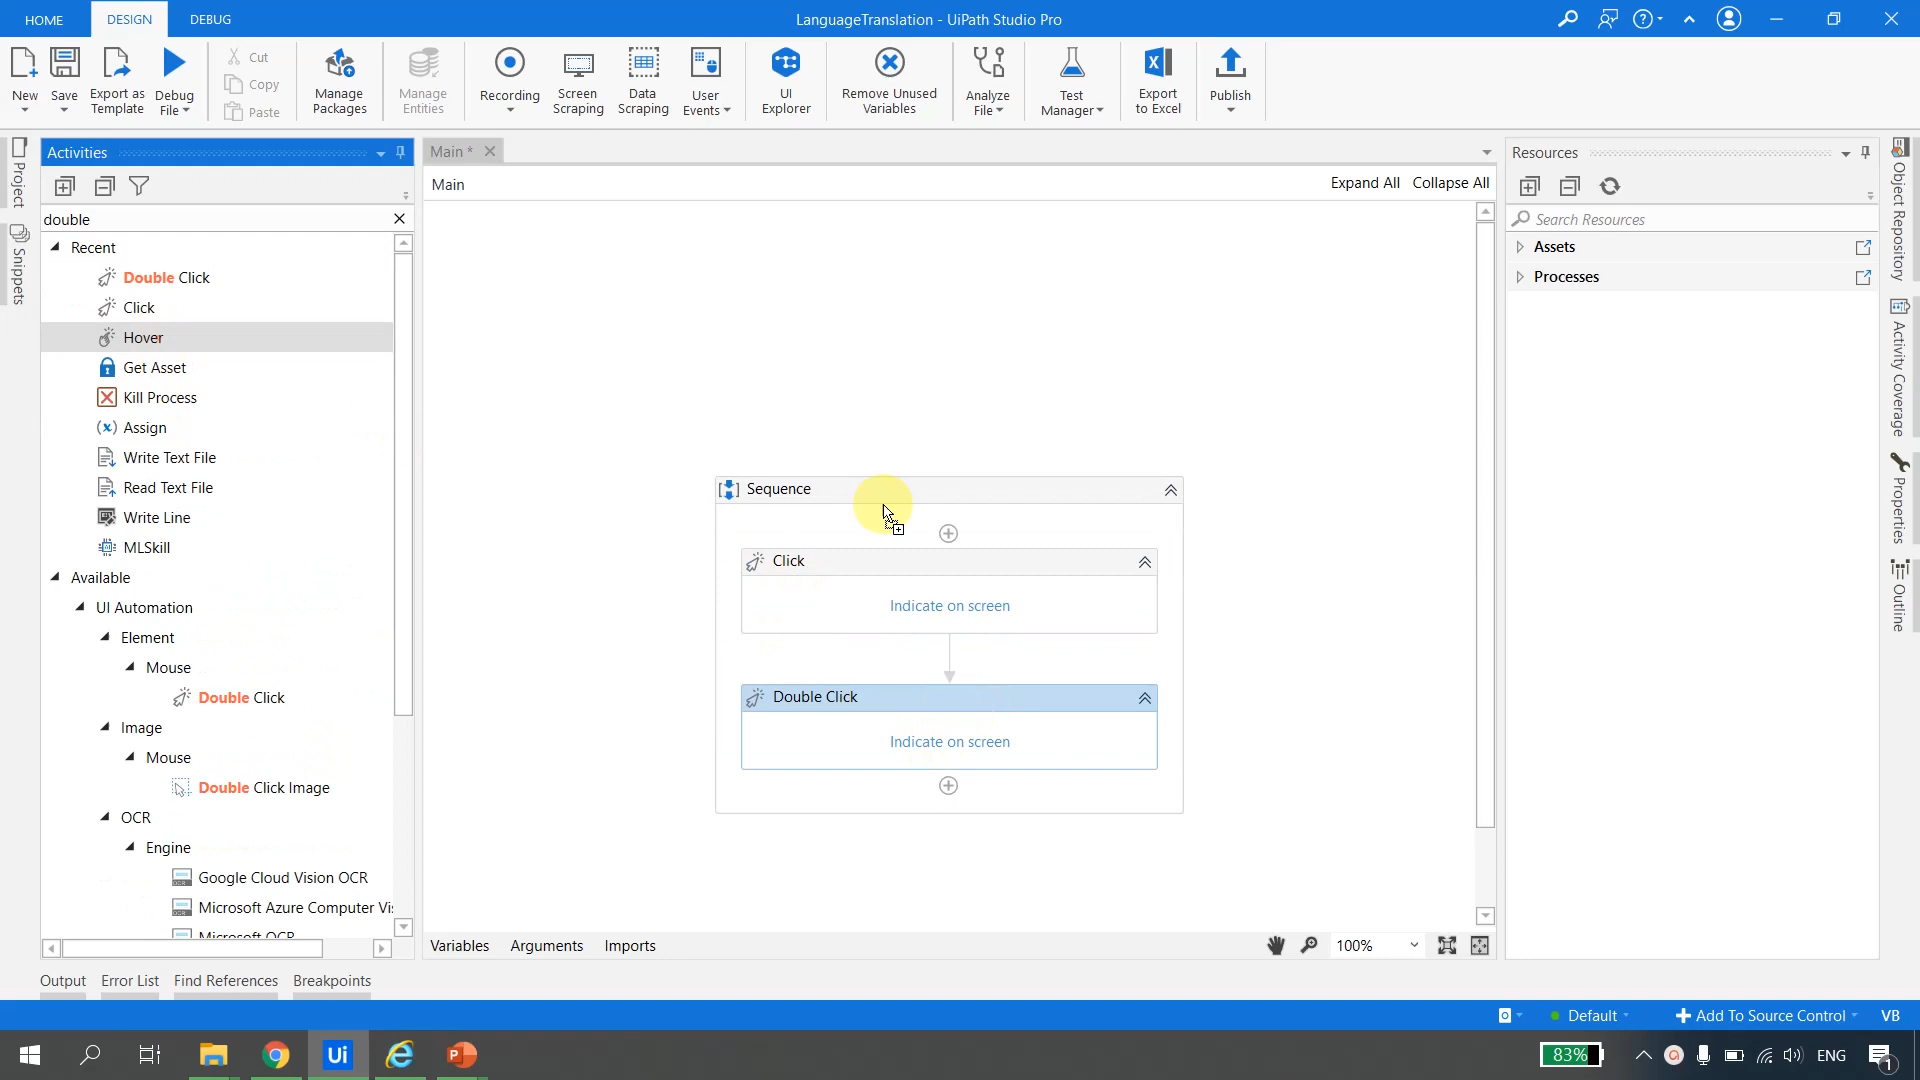 HOME
DESIGN
DEBUG
LanguageTranslation - UiPath Studio Pro
New
Save
Export as
Template
Debug
File
Cut
Copy
Paste
Manage
Packages
Manage
Entities
Recording
Screen
Scraping
Data
Scraping
User
Events
UI
Explorer
Remove Unused
Variables
Analyze
File
Test
Manager
Export
to Excel
Publish
Project
Snippets
Activities
double
Recent
Double Click
Click
Hover
Get Asset
Kill Process
Assign
Write Text File
Read Text File
Write Line
MLSkill
Available
UI Automation
Element
Mouse
Double Click
Image
Mouse
Double Click Image
OCR
Engine
Google Cloud Vision OCR
Microsoft Azure Computer Vi
Microsoft OCR
Main *
Main
Expand All
Collapse All
Sequence
Click
Indicate on screen
Double Click
Indicate on screen
Variables
Arguments
Imports
100%
Resources
Search Resources
Assets
Processes
Object Repository
Activity Coverage
Properties
Outline
Output
Error List
Find References
Breakpoints
Default
Add To Source Control
VB
Ui
83%
ENG
1